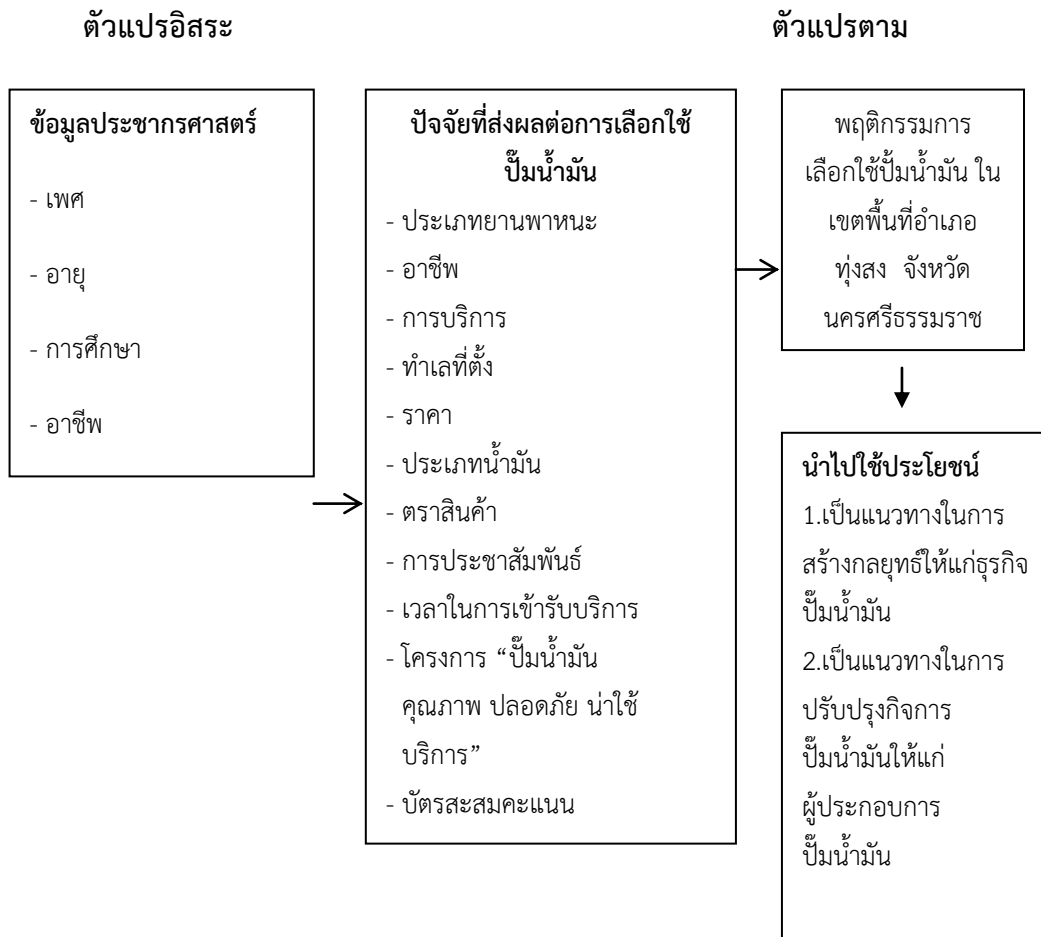 ตัวแปรอิสระ
ตัวแปรตาม
ข้อมูลประชากรศาสตร์
- เพศ
- อายุ
- การศึกษา
- อาชีพ
ปัจจัยที่ส่งผลต่อการเลือกใช้
ปั๊มน้ำมัน
- ประเภทยานพาหนะ
- อาชีพ
- การบริการ
- ทำเลที่ตั้ง
- ราคา
- ประเภทน้ำมัน
- ตราสินค้า
- การประชาสัมพันธ์
- เวลาในการเข้ารับบริการ
- โครงการ “ปั๊มน้ำมัน
คุณภาพ ปลอดภัย น่าใช้
บริการ”
- บัตรสะสมคะแนน
พฤติกรรมการ
เลือกใช้ปั้มน้ำมัน ใน
เขตพื้นที่อำเภอ
ทุ่งสง จังหวัด
นครศรีธรรมราช
นำไปใช้ประโยชน์
1.เป็นแนวทางในการ
สร้างกลยุทธ์ให้แก่ธุรกิจ
ปั๊มน้ำมัน
2.เป็นแนวทางในการ
ปรับปรุงกิจการ
ปั๊มน้ำมันให้แก่
ผู้ประกอบการ
ปั๊มน้ำมัน